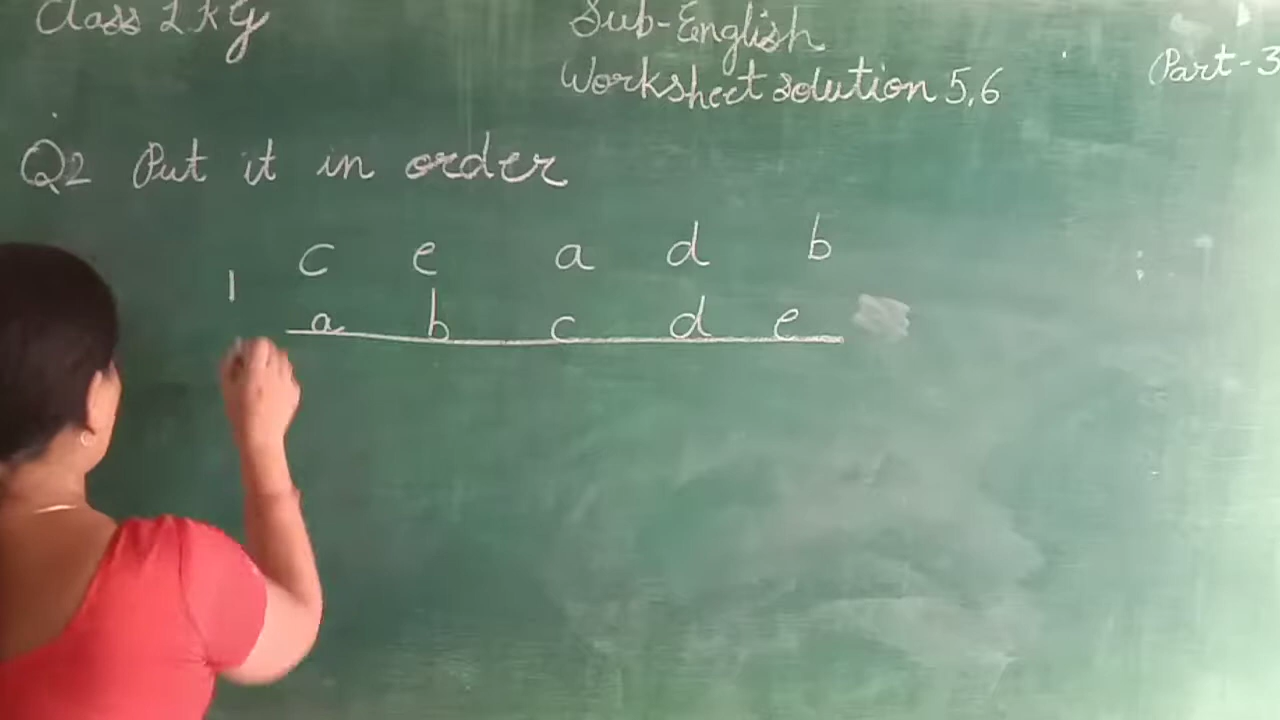 Class LKG
Sub-English
Worksheet solution 5,6
Part-3
Q2 Put it in order
1 c e a d b
a b c d e